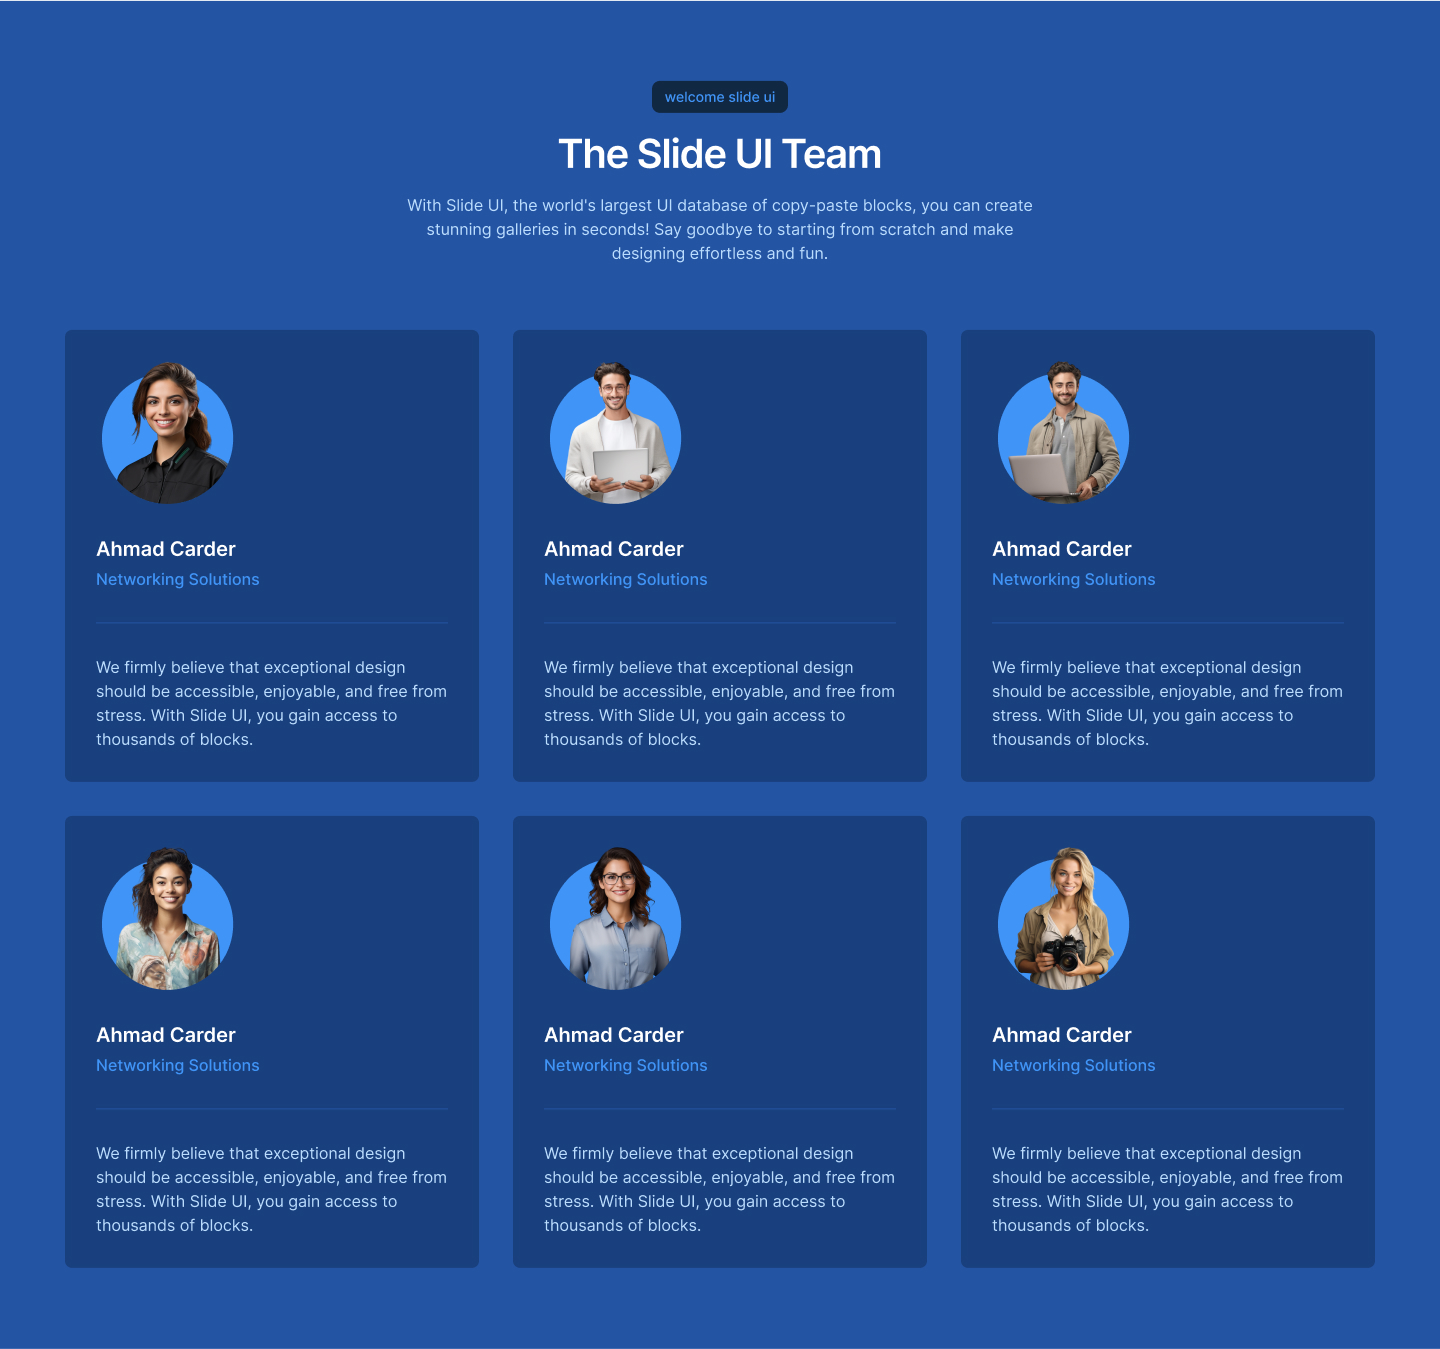 welcome slide ui
The Slide UI Team
With Slide UI, the world's largest UI database of copy-paste blocks, you can create
stunning galleries in seconds! Say goodbye to starting from scratch and make
designing effortless and fun.
Ahmad Carder
Networking Solutions
We firmly believe that exceptional design
should be accessible, enjoyable, and free from
stress. With Slide UI, you gain access to
thousands of blocks.
Ahmad Carder
Networking Solutions
We firmly believe that exceptional design
should be accessible, enjoyable, and free from
stress. With Slide UI, you gain access to
thousands of blocks.
Ahmad Carder
Networking Solutions
We firmly believe that exceptional design
should be accessible, enjoyable, and free from
stress. With Slide UI, you gain access to
thousands of blocks.
Ahmad Carder
Networking Solutions
We firmly believe that exceptional design
should be accessible, enjoyable, and free from
stress. With Slide UI, you gain access to
thousands of blocks.
Ahmad Carder
Networking Solutions
We firmly believe that exceptional design
should be accessible, enjoyable, and free from
stress. With Slide UI, you gain access to
thousands of blocks.
Ahmad Carder
Networking Solutions
We firmly believe that exceptional design
should be accessible, enjoyable, and free from
stress. With Slide UI, you gain access to
thousands of blocks.